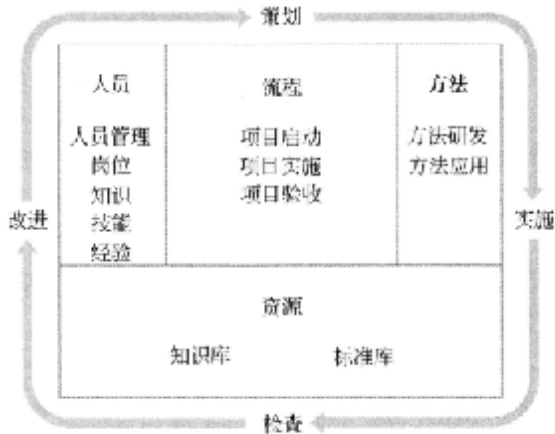 策划
人员
流程
方法
人员管理
岗位
知识
技能
经验
项目启动
项目实施
项目验收
方法研发
方法应用
改进
实施
资源
知识库
标准库
检查